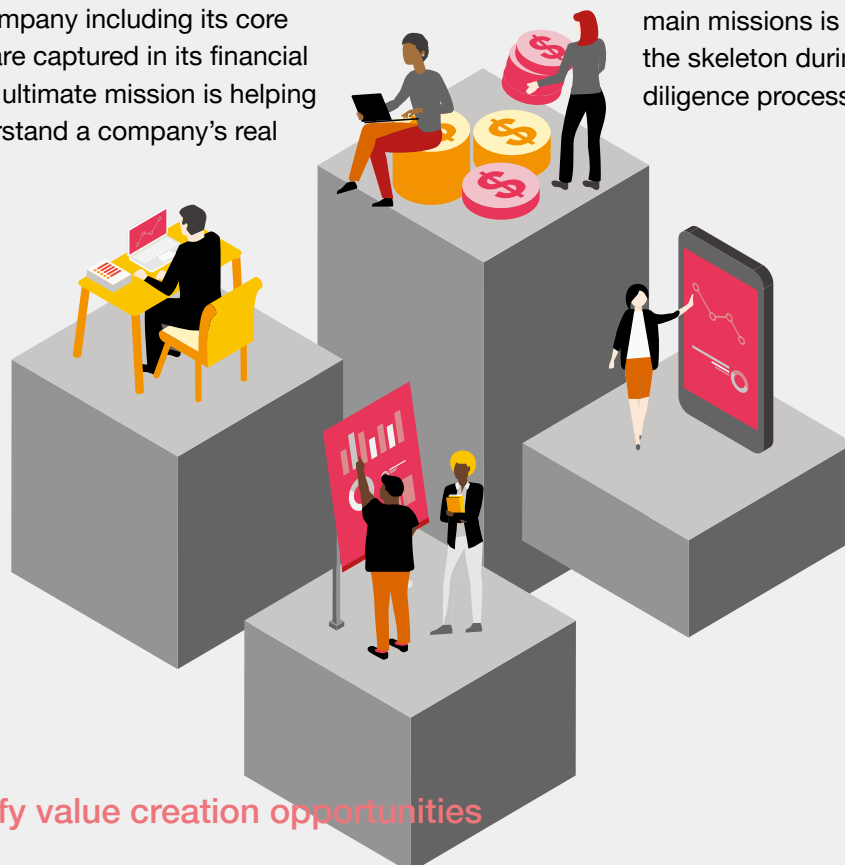 mpany including its core
are captured in its financial
ultimate mission is helping
rstand a company's real
main missions is
the skeleton durin
diligence process
fy value creation opportunities
$
$
$
$